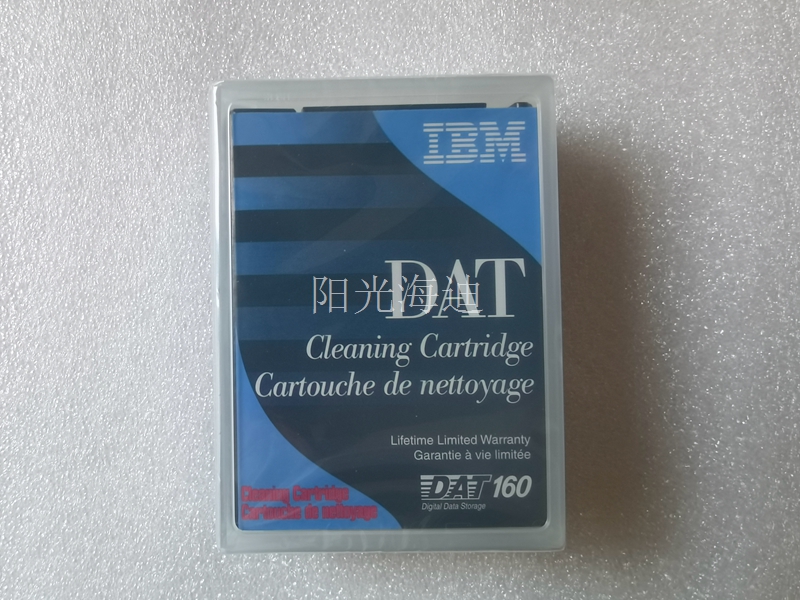 IBM
DAT
阳光海迪
Cleaning Cartridge
Cartouche de nettoyage
Lifetime Limited Warranty
Garantie à vie limitée
DAT 160
Digital Data Storage
Cleaning Cartridge
Cartouche de nettoyage